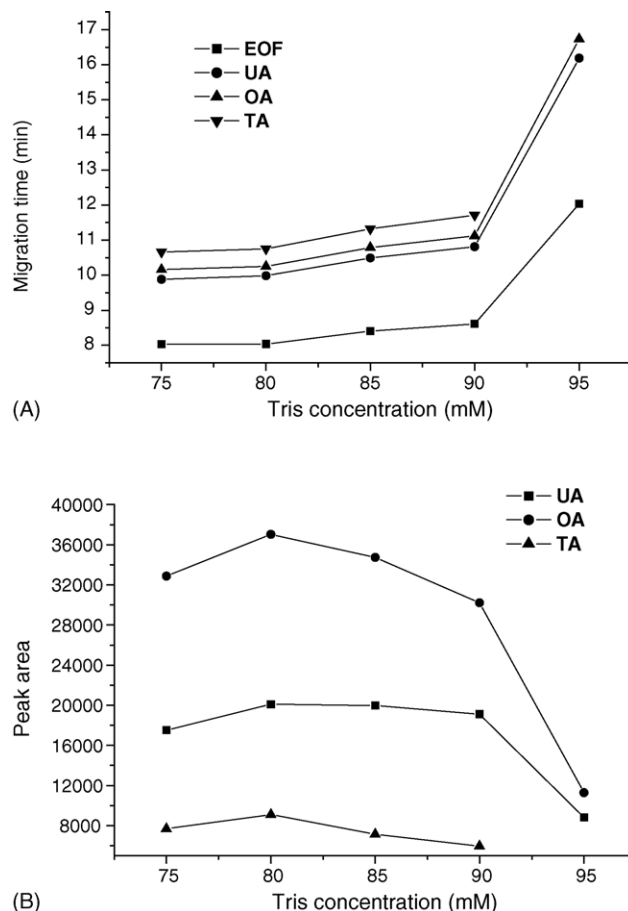 17
16
15
14
13
12
11
10
9
8
Migration time (min)
EOF
UA
OA
TA
75 80 85 90 95
Tris concentration (mM)
(A)
40000
36000
32000
28000
24000
20000
16000
12000
8000
Peak area
UA
OA
TA
75 80 85 90 95
Tris concentration (mM)
(B)